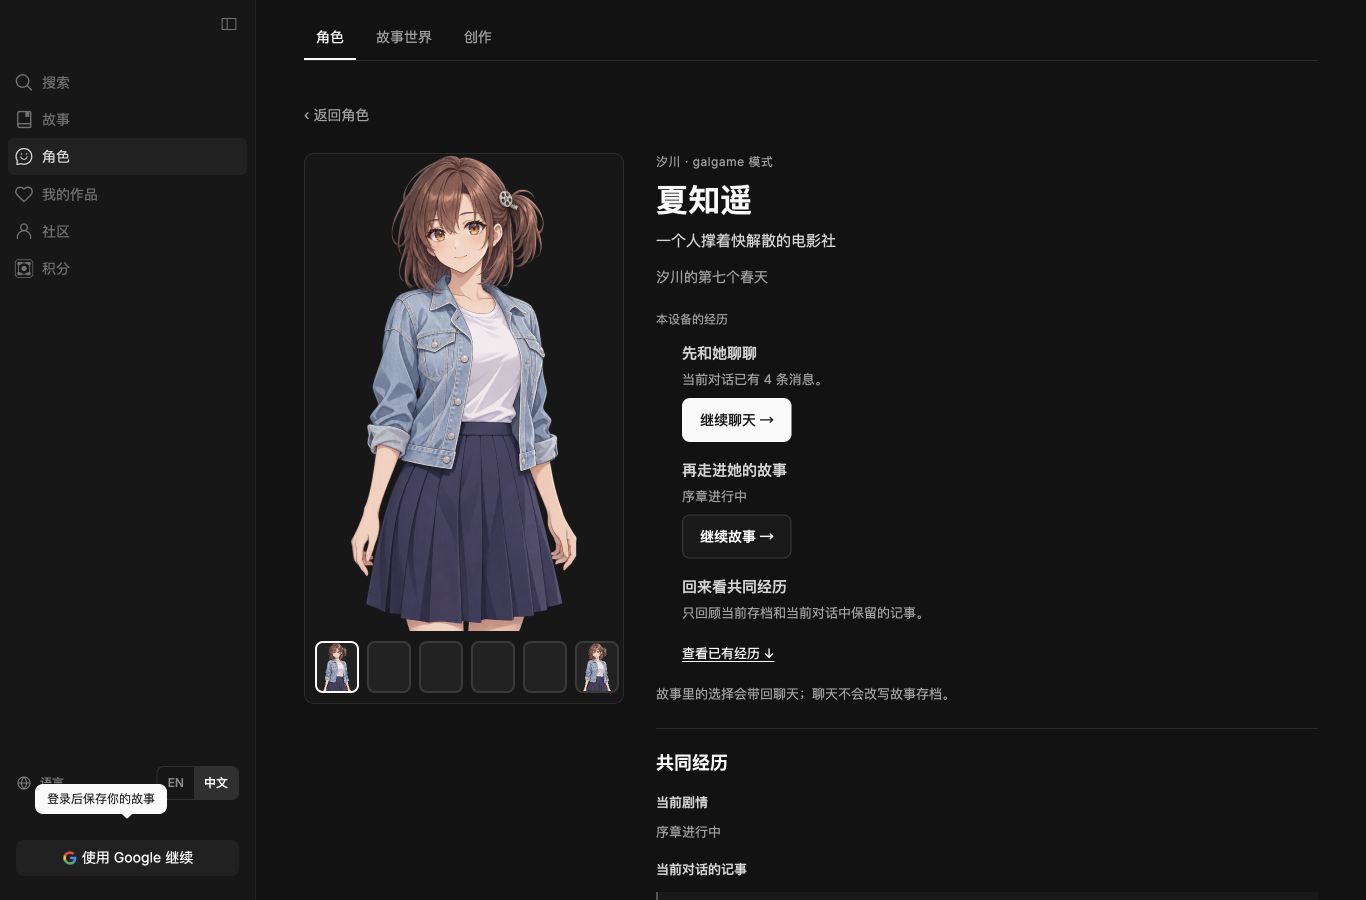 搜索
故事
角色
我的作品
社区
积分
语言
EN 中文
登录后保存你的故事
使用 Google 继续
角色 故事世界 创作
‹ 返回角色
汐川 · galgame 模式
夏知遥
一个人撑着快解散的电影社
汐川的第七个春天
本设备的经历
先和她聊聊
当前对话已有 4 条消息。
继续聊天 →
再走进她的故事
序章进行中
继续故事 →
回来看共同经历
只回顾当前存档和当前对话中保留的记事。
查看已有经历 ↓
故事里的选择会带回聊天；聊天不会改写故事存档。
共同经历
当前剧情
序章进行中
当前对话的记事